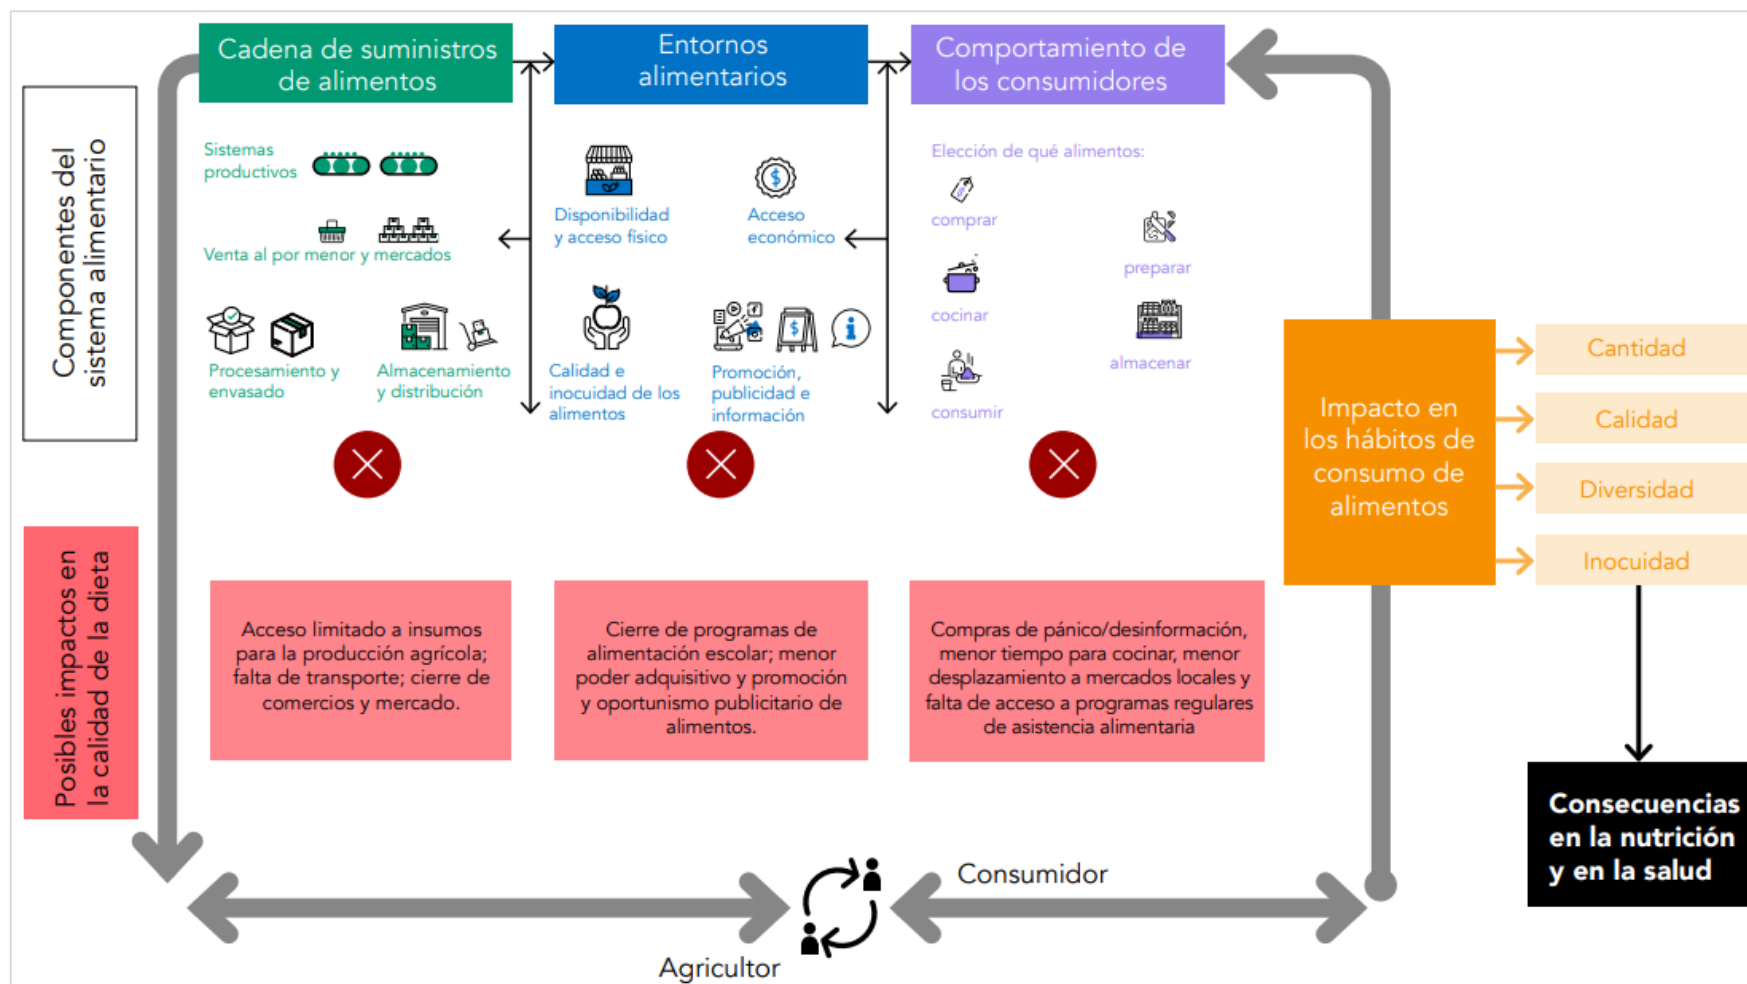 Cadena de suministros
de alimentos
Entornos
alimentarios
Comportamiento de
los consumidores
Componentes del
sistema alimentario
Sistemas
productivos
Venta al por menor y mercados
Procesamiento y
envasado
Almacenamiento
y distribución
Disponibilidad
y acceso físico
Acceso
económico
Calidad e
inocuidad de los
alimentos
Promoción,
publicidad e
información
Elección de qué alimentos:
comprar
preparar
cocinar
almacenar
consumir
Impacto en
los hábitos de
consumo de
alimentos
Cantidad
Calidad
Diversidad
Inocuidad
Posibles impactos en
la calidad de la dieta
Acceso limitado a insumos
para la producción agrícola;
falta de transporte; cierre de
comercios y mercado.
Cierre de programas de
alimentación escolar; menor
poder adquisitivo y promoción
y oportunismo publicitario de
alimentos.
Compras de pánico/desinformación,
menor tiempo para cocinar, menor
desplazamiento a mercados locales y
falta de acceso a programas regulares
de asistencia alimentaria
Consecuencias
en la nutrición
y en la salud
Consumidor
Agricultor